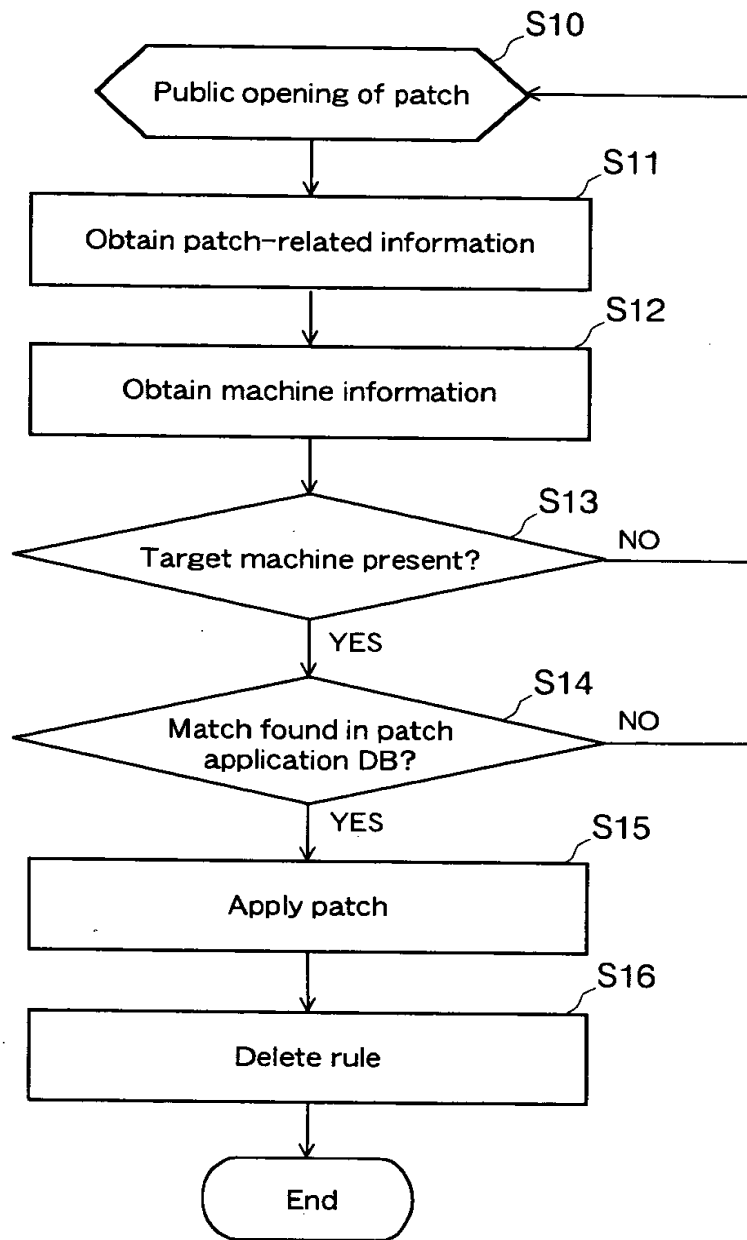 S10
Public opening of patch
S11
Obtain patch-related information
S12
Obtain machine information
S13
Target machine present?
NO
YES
S14
Match found in patch
application DB?
NO
YES
S15
Apply patch
S16
Delete rule
End